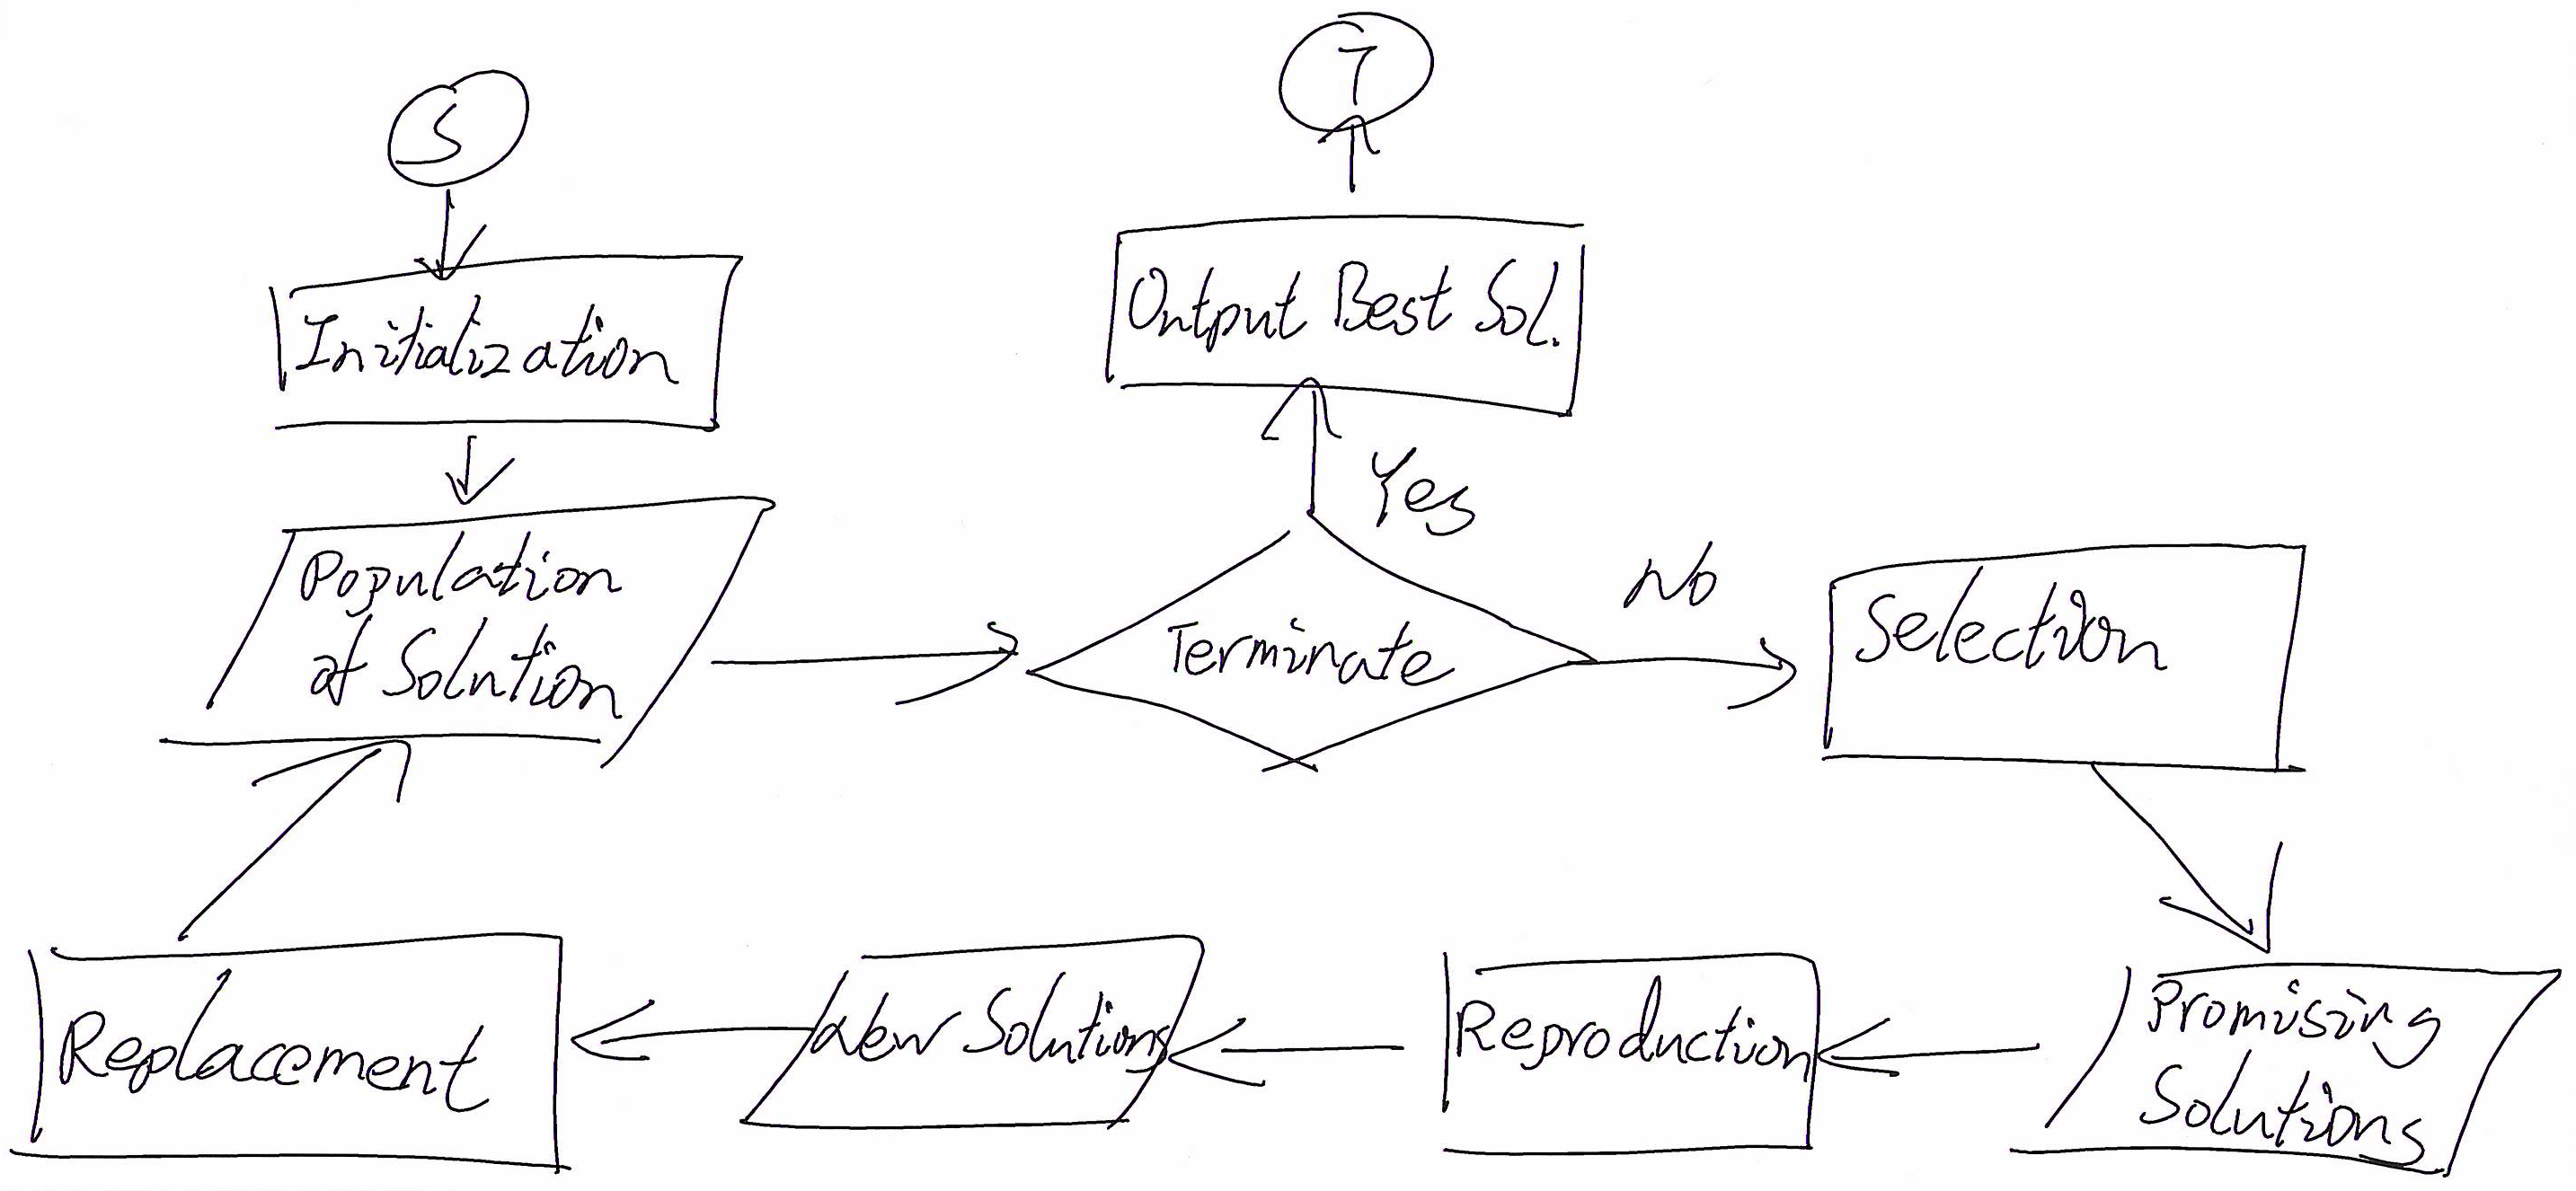 S
T
Initialization
Output Best Sol.
Yes
No
Population
of Solution
Terminate
Selection
Replacement
New Solutions
Reproduction
Promising
Solutions